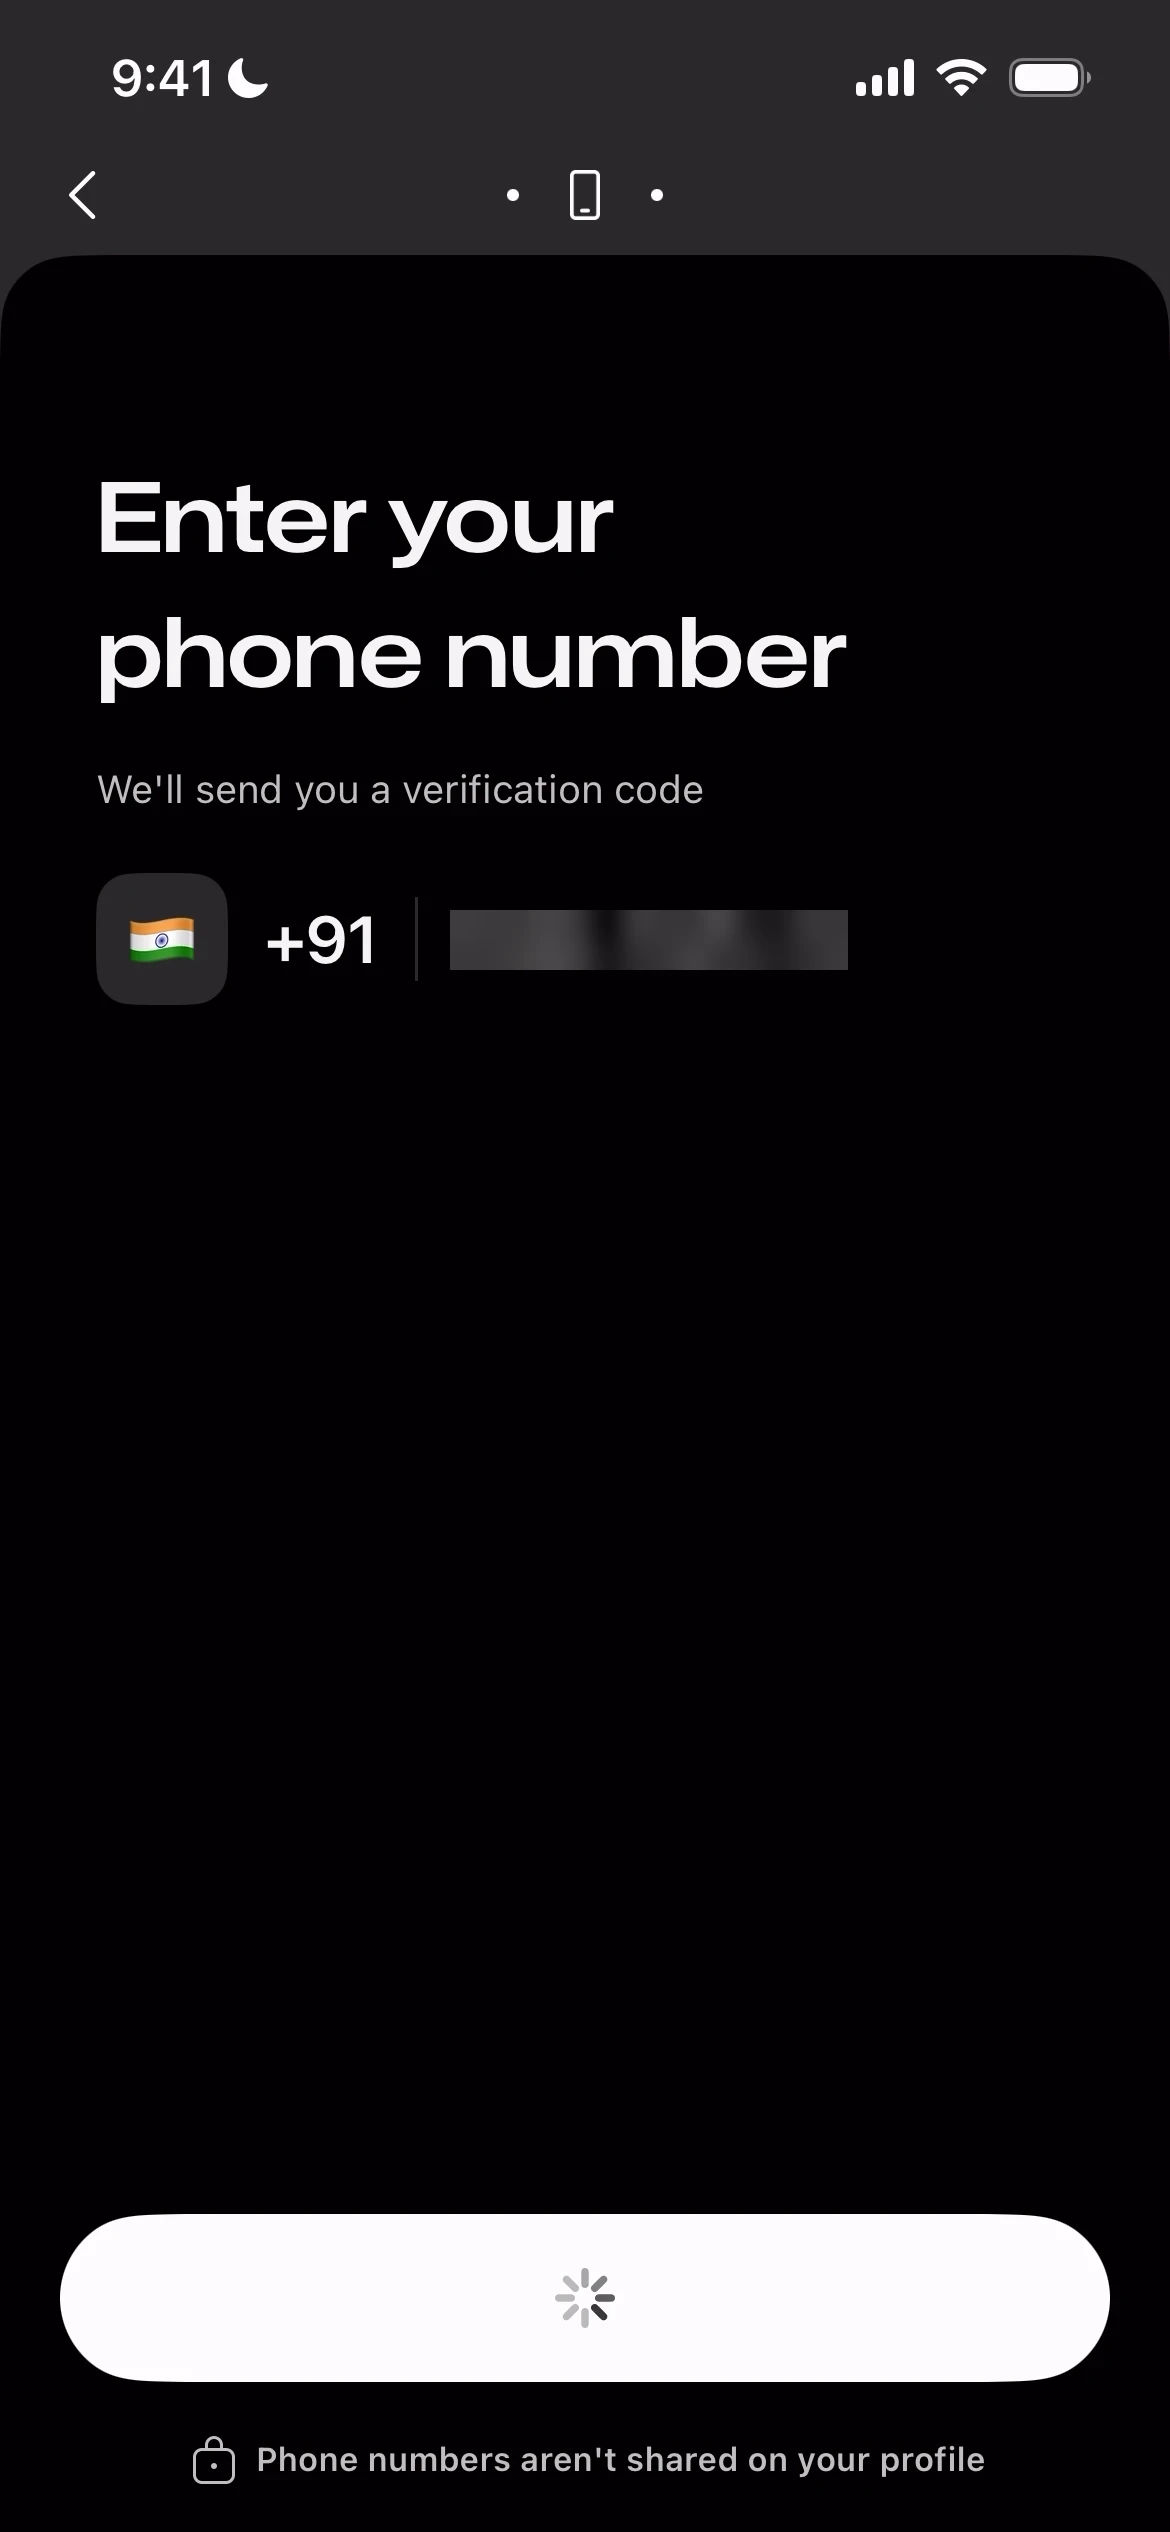 9:41
Enter your
phone number
We'll send you a verification code
+91
Phone numbers aren't shared on your profile